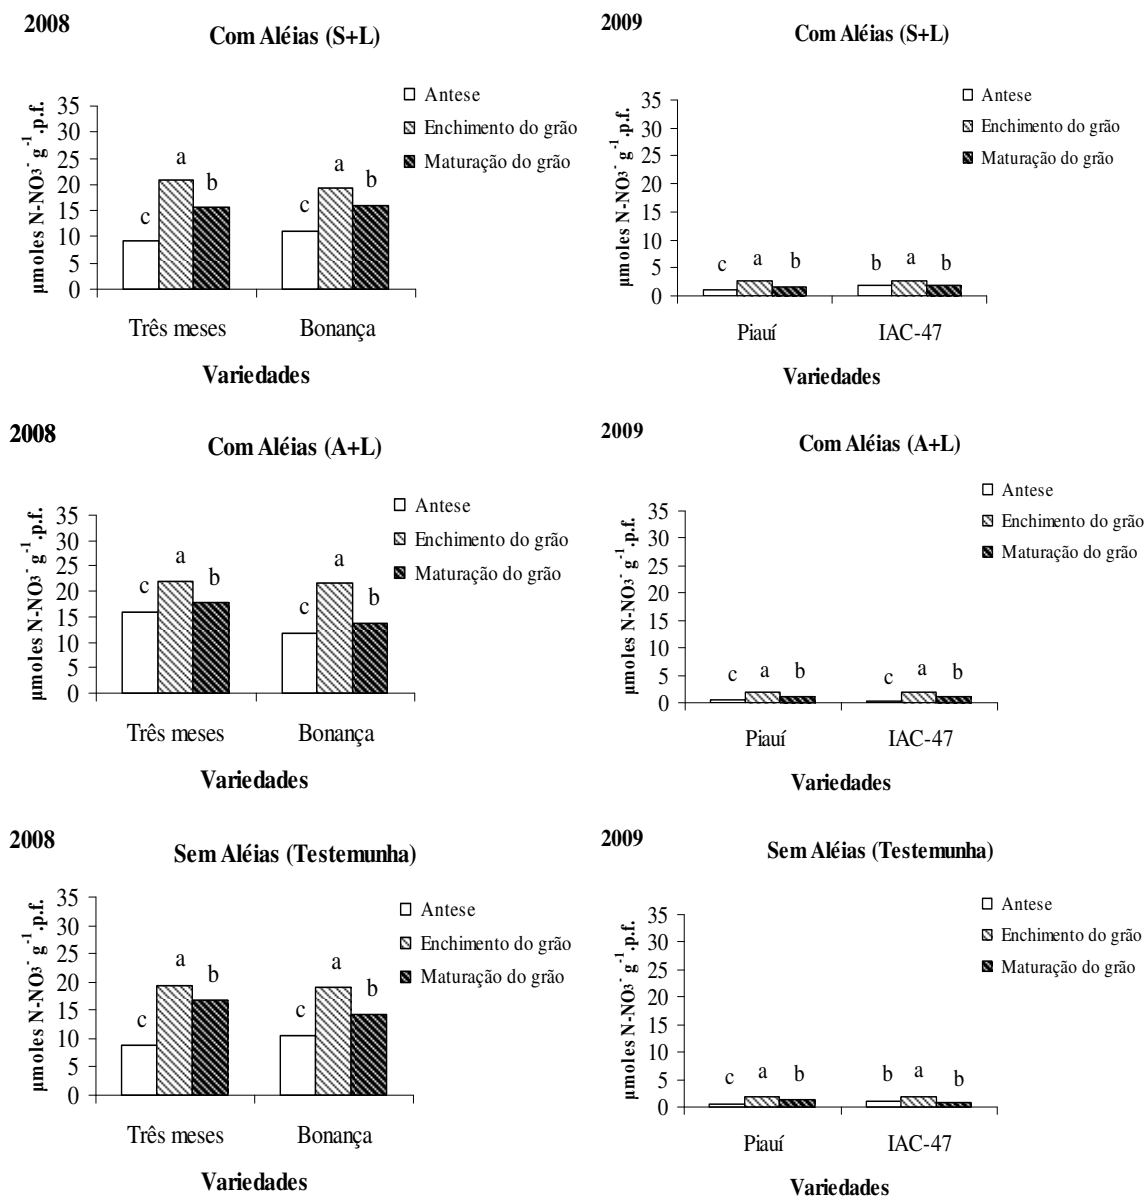 2008
Com Aléias (S+L)
µmoles N-NO3⁻ g⁻¹.p.f.
35
30
25
20
15
10
5
0
c
a
b
c
a
b
Antese
Enchimento do grão
Maturação do grão
Três meses
Bonança
Variedades
2009
Com Aléias (S+L)
µmoles N-NO3⁻ g⁻¹.p.f.
35
30
25
20
15
10
5
0
c
a
b
b
a
b
Antese
Enchimento do grão
Maturação do grão
Piauí
IAC-47
Variedades
2008
Com Aléias (A+L)
µmoles N-NO3⁻ g⁻¹.p.f.
35
30
25
20
15
10
5
0
c
a
b
c
a
b
Antese
Enchimento do grão
Maturação do grão
Três meses
Bonança
Variedades
2009
Com Aléias (A+L)
µmoles N-NO3⁻ g⁻¹.p.f.
35
30
25
20
15
10
5
0
c
a
b
c
a
b
Antese
Enchimento do grão
Maturação do grão
Piauí
IAC-47
Variedades
2008
Sem Aléias (Testemunha)
µmoles N-NO3⁻ g⁻¹.p.f.
35
30
25
20
15
10
5
0
c
a
b
c
a
b
Antese
Enchimento do grão
Maturação do grão
Três meses
Bonança
Variedades
2009
Sem Aléias (Testemunha)
µmoles N-NO3⁻ g⁻¹.p.f.
35
30
25
20
15
10
5
0
c
a
b
b
a
b
Antese
Enchimento do grão
Maturação do grão
Piauí
IAC-47
Variedades